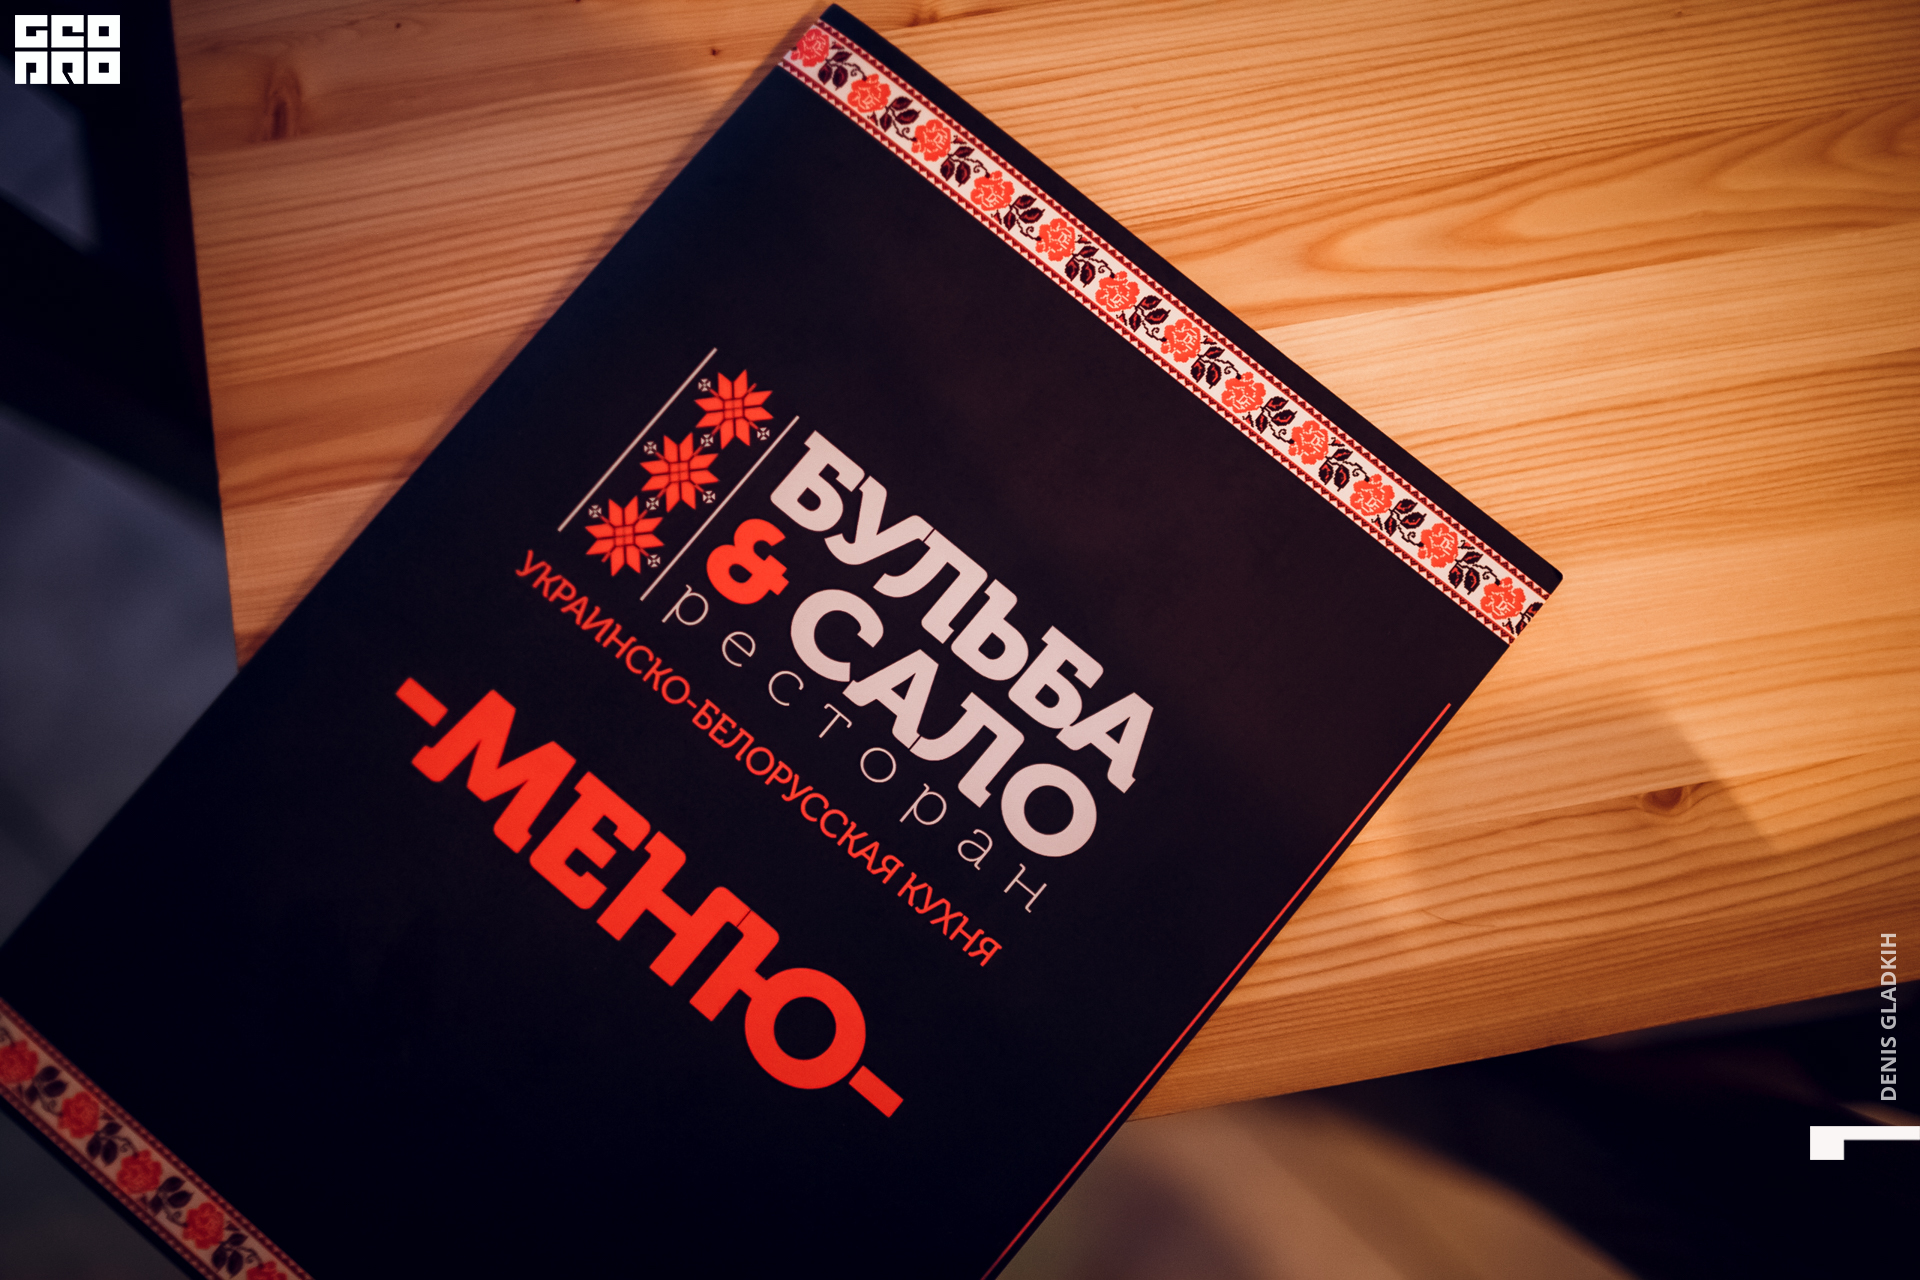 GEO
PRO
БУЛЬБА
& САЛО
ресторан
УКРАИНСКО-БЕЛОРУССКАЯ КУХНЯ
-МЕНЮ-
DENIS GLADKIH